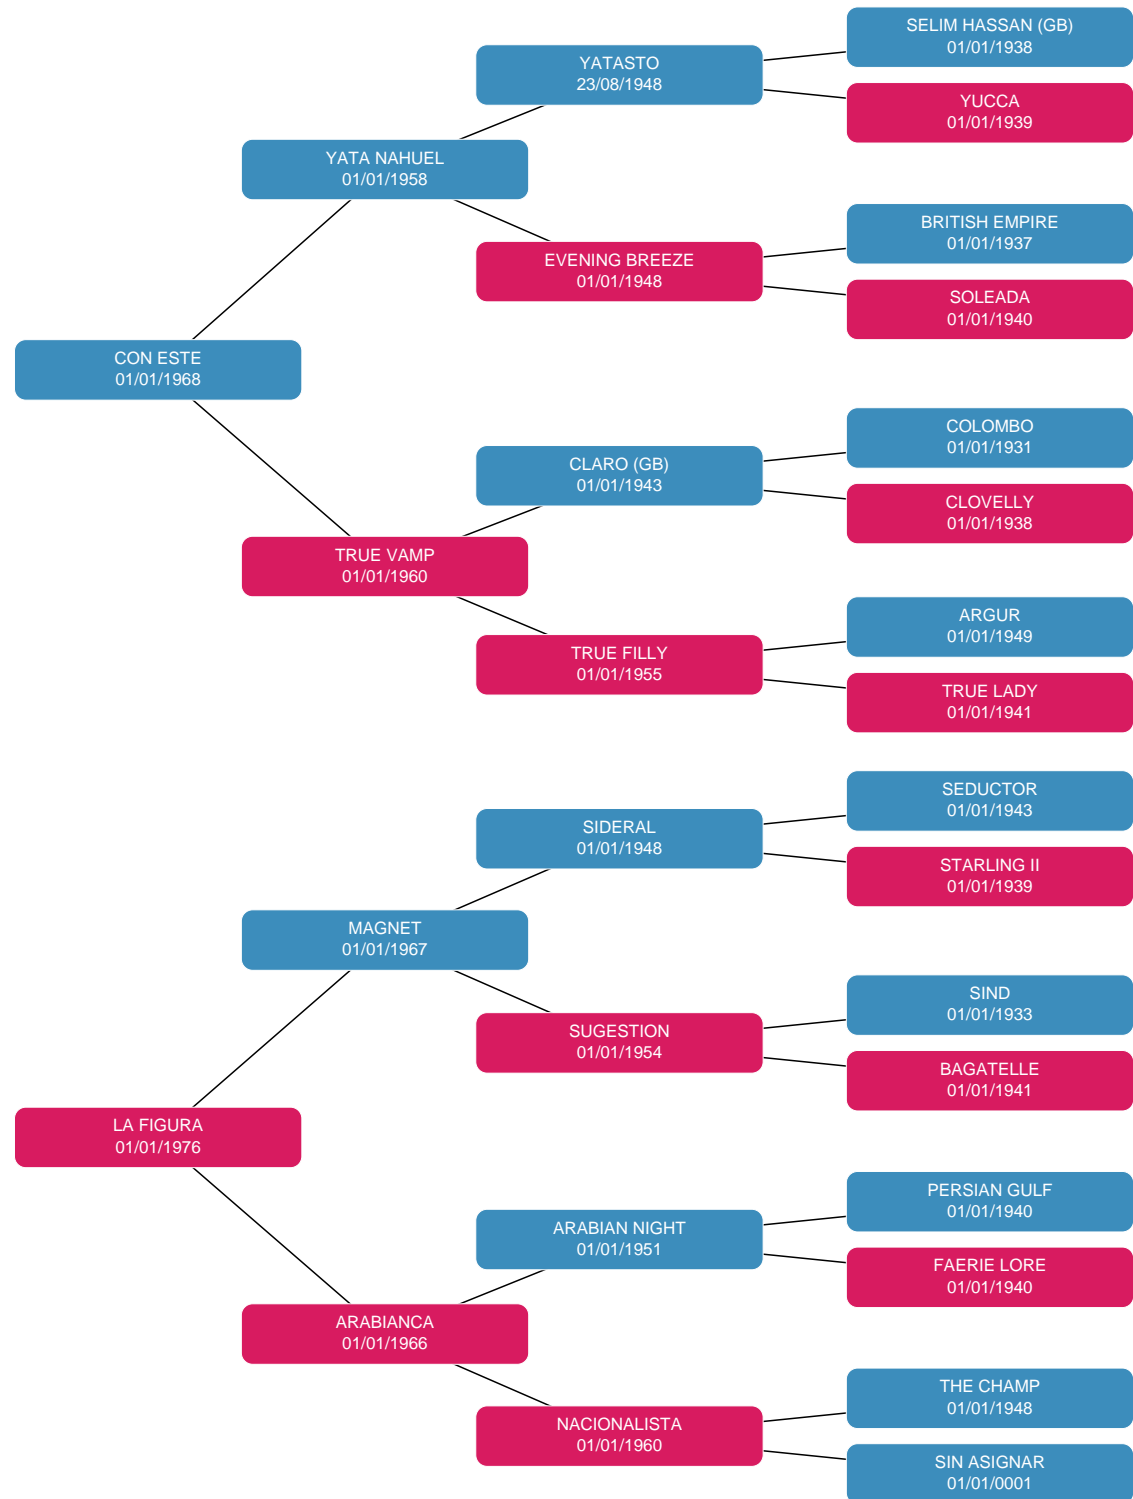 SELIM HASSAN (GB)
01/01/1938
YATASTO
23/08/1948
YUCCA
01/01/1939
YATA NAHUEL
01/01/1958
BRITISH EMPIRE
01/01/1937
EVENING BREEZE
01/01/1948
SOLEADA
01/01/1940
CON ESTE
01/01/1968
COLOMBO
01/01/1931
CLARO (GB)
01/01/1943
CLOVELLY
01/01/1938
TRUE VAMP
01/01/1960
ARGUR
01/01/1949
TRUE FILLY
01/01/1955
TRUE LADY
01/01/1941
SEDUCTOR
01/01/1943
SIDERAL
01/01/1948
STARLING II
01/01/1939
MAGNET
01/01/1967
SIND
01/01/1933
SUGESTION
01/01/1954
BAGATELLE
01/01/1941
LA FIGURA
01/01/1976
PERSIAN GULF
01/01/1940
ARABIAN NIGHT
01/01/1951
FAERIE LORE
01/01/1940
ARABIANCA
01/01/1966
THE CHAMP
01/01/1948
NACIONALISTA
01/01/1960
SIN ASIGNAR
01/01/0001